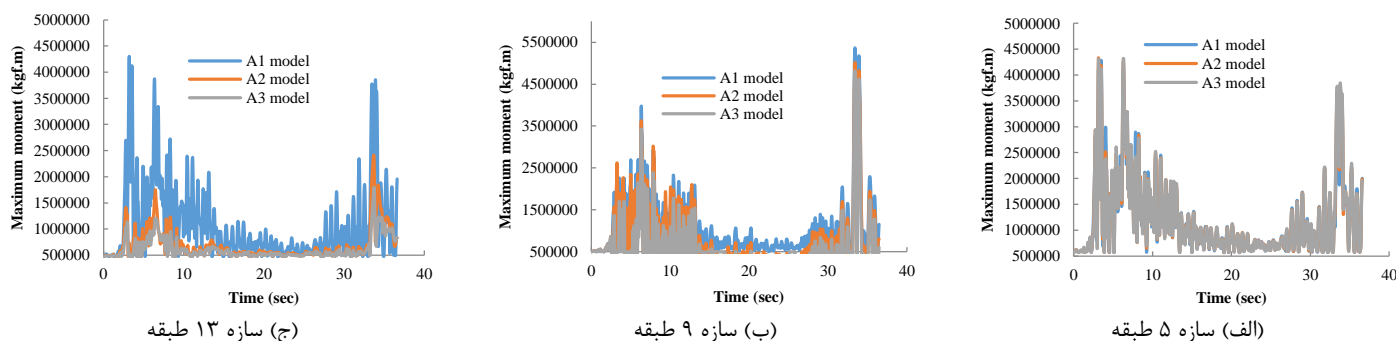 Maximum moment (kgf.m)
5000000
4500000
4000000
3500000
3000000
2500000
2000000
1500000
1000000
500000
A1 model
A2 model
A3 model
0 10 20 30 40
Time (sec)
(ج) سازه ۱۳ طبقه
Maximum moment (kgf.m)
5500000
4500000
3500000
2500000
1500000
500000
A1 model
A2 model
A3 model
0 10 20 30 40
Time (sec)
(ب) سازه ۹ طبقه
Maximum moment (kgf.m)
5000000
4500000
4000000
3500000
3000000
2500000
2000000
1500000
1000000
500000
A1 model
A2 model
A3 model
0 10 20 30 40
Time (sec)
(الف) سازه ۵ طبقه